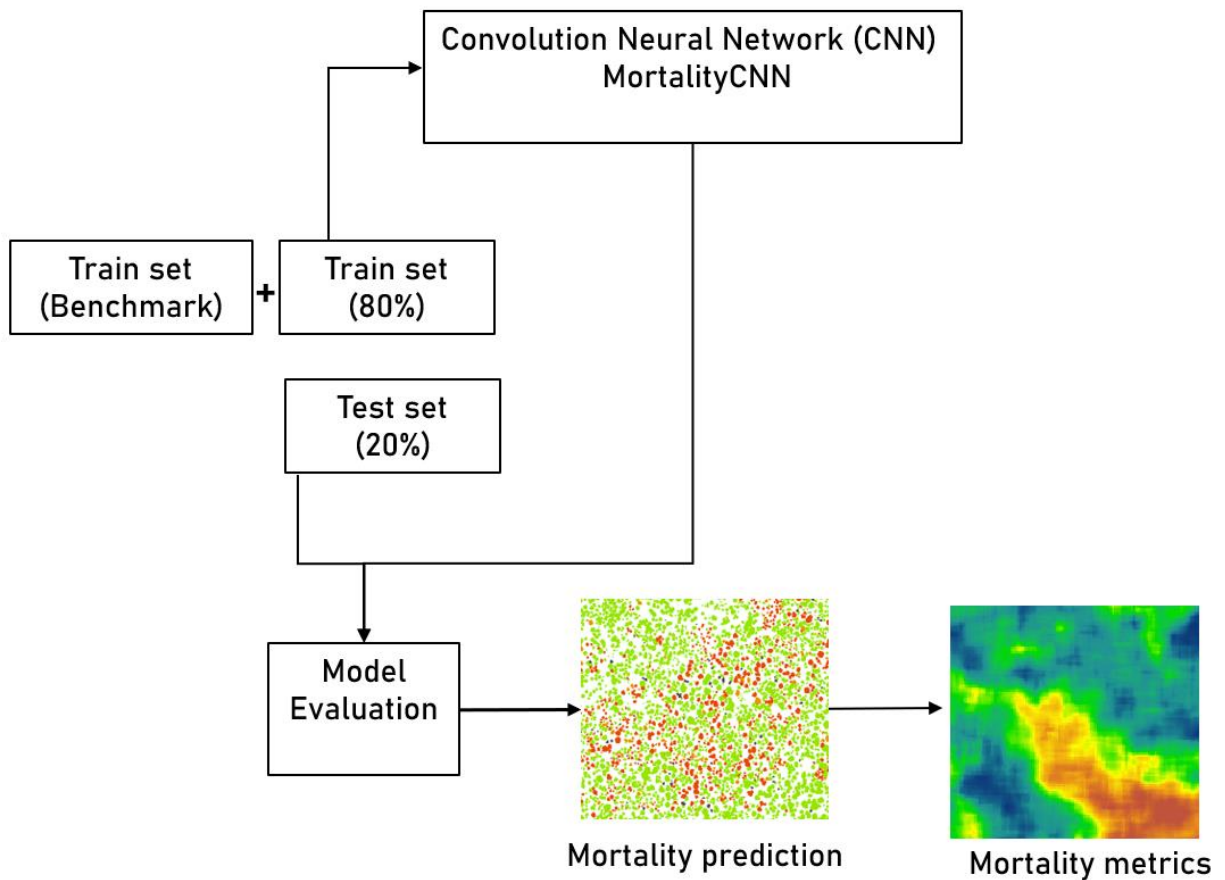 Convolution Neural Network (CNN)
MortalityCNN
Train set
(Benchmark)
+
Train set
(80%)
Test set
(20%)
Model
Evaluation
Mortality prediction
Mortality metrics